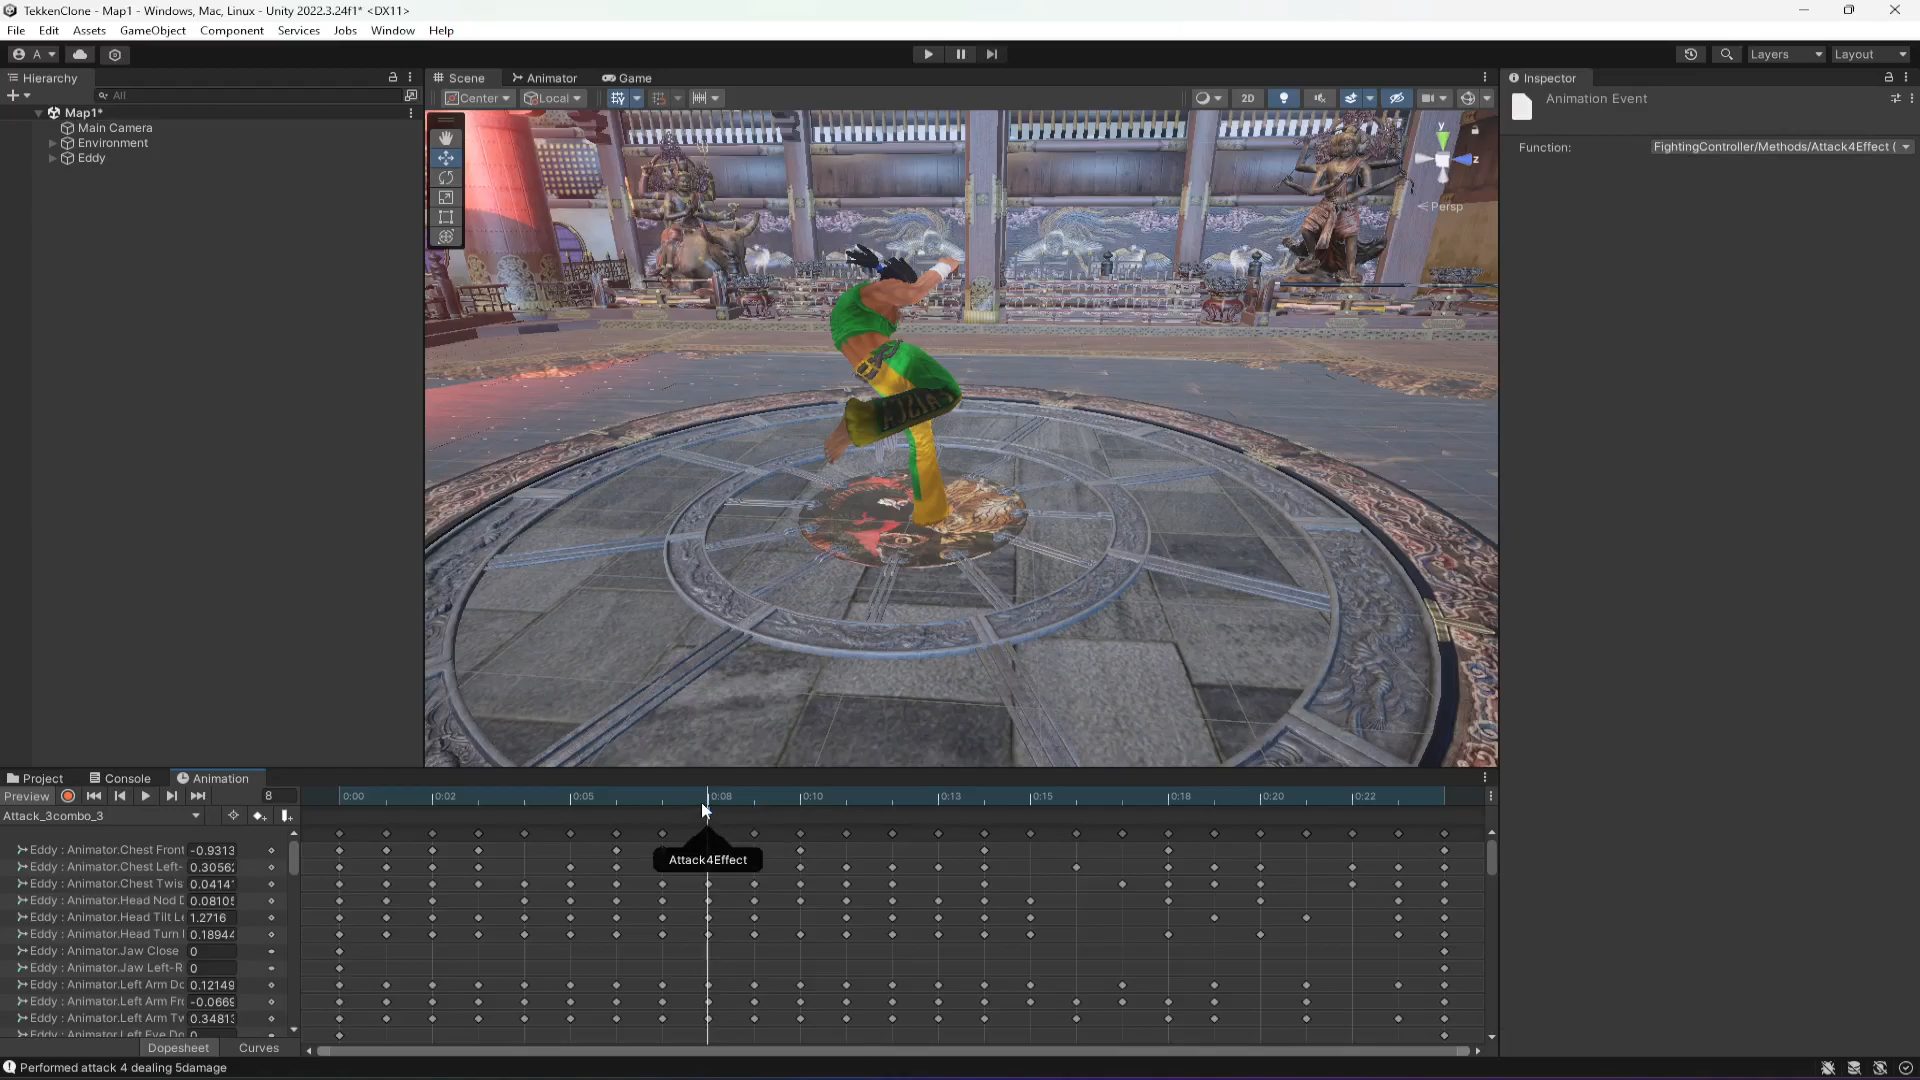 TekkenClone - Map1 - Windows, Mac, Linux - Unity 2022.3.24f1* <DX11>
File Edit Assets GameObject Component Services Jobs Window Help
A Layers Layout
Hierarchy
All
Map1*
Main Camera
Environment
Eddy
Scene Animator Game
Center Local 2D
y
z
Persp
Inspector
Animation Event
Function: FightingController/Methods/Attack4Effect (
Project Console Animation
Preview 8 0:00 0:02 0:05 0:08 0:10 0:13 0:15 0:18 0:20 0:22
Attack_3combo_3
Attack4Effect
Eddy : Animator.Chest Front -0.9313
Eddy : Animator.Chest Left- 0.3056
Eddy : Animator.Chest Twis 0.0414
Eddy : Animator.Head Nod D 0.0810
Eddy : Animator.Head Tilt Le 1.2716
Eddy : Animator.Head Turn 0.18944
Eddy : Animator.Jaw Close 0
Eddy : Animator.Jaw Left-R 0
Eddy : Animator.Left Arm Do 0.12149
Eddy : Animator.Left Arm Fr -0.0669
Eddy : Animator.Left Arm Tw 0.34813
Eddy : Animator.Left Eye Do 0
Dopesheet Curves
Performed attack 4 dealing 5damage